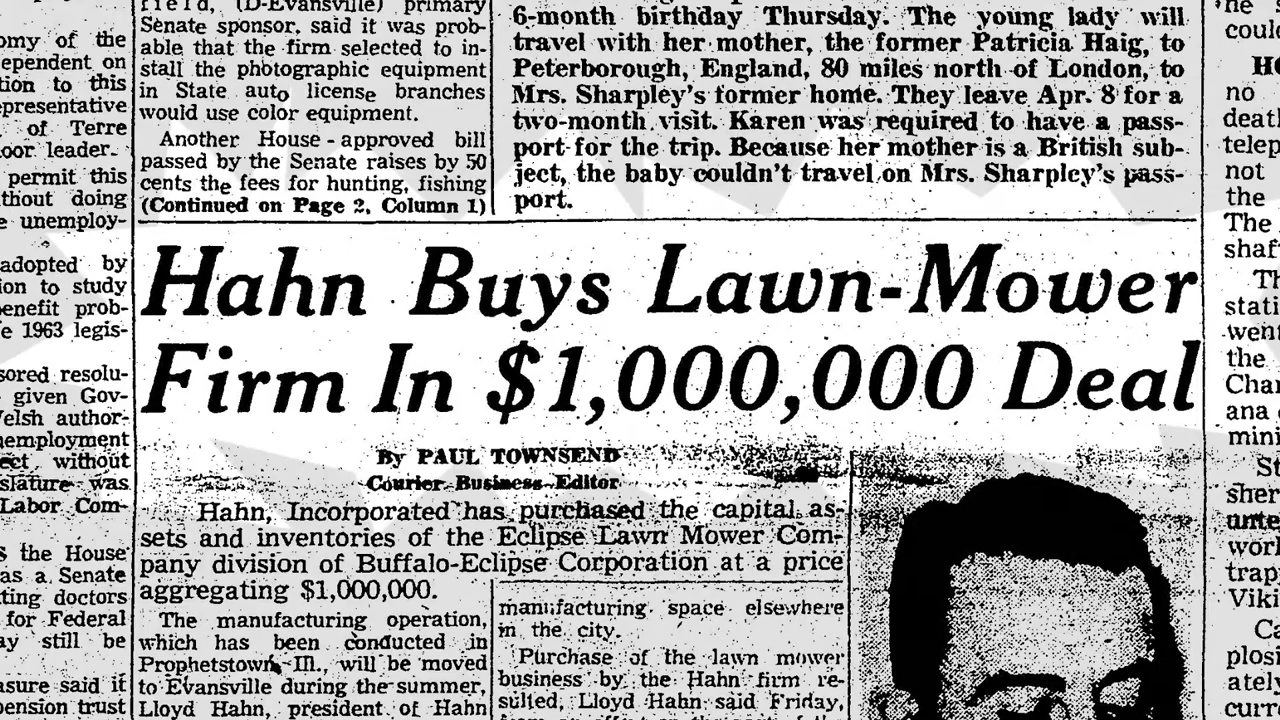 omy of the
ependent on
tion to this
epresentative
of Terre
oor leader.
permit this
thout doing
e unemploy-
adopted by
ion to study
benefit prob-
e 1963 legis-
sored resolu-
given Gov-
Welsh author-
nemployment
ect without
slature was
Labor Com-
s the House
as a Senate
ting doctors
for Federal
ay still be
asure said if
pension trust
field, (D-Evansville) primary
Senate sponsor, said it was prob-
able that the firm selected to in-
stall the photographic equipment
in State auto license branches
would use color equipment.
Another House-approved bill
passed by the Senate raises by 50
cents the fees for hunting, fishing
(Continued on Page 2, Column 1)
6-month birthday Thursday. The young lady will
travel with her mother, the former Patricia Haig, to
Peterborough, England, 80 miles north of London, to
Mrs. Sharpley's former home. They leave Apr. 8 for a
two-month visit. Karen was required to have a pass-
port for the trip. Because her mother is a British sub-
ject, the baby couldn't travel on Mrs. Sharpley's pass-
port.
Hahn Buys Lawn-Mower
Firm In $1,000,000 Deal
By PAUL TOWNSEND
Courier Business Editor
Hahn, Incorporated has purchased the capital as-
sets and inventories of the Eclipse Lawn Mower Com-
pany division of Buffalo-Eclipse Corporation at a price
aggregating $1,000,000.
The manufacturing operation,
which has been conducted in
Prophetstown, Ill., will be moved
to Evansville during the summer,
Lloyd Hahn, president of Hahn
manufacturing space elsewhere
in the city.
Purchase of the lawn mower
business by the Hahn firm re-
sulted, Lloyd Hahn said Friday,
he s
could
HO
no
death
telep
not
the
The
shaf
Th
stati
went
the
Char
ana
mini
St
sher
unte
work
trap
Viki
Ca
plosi
ately
curr